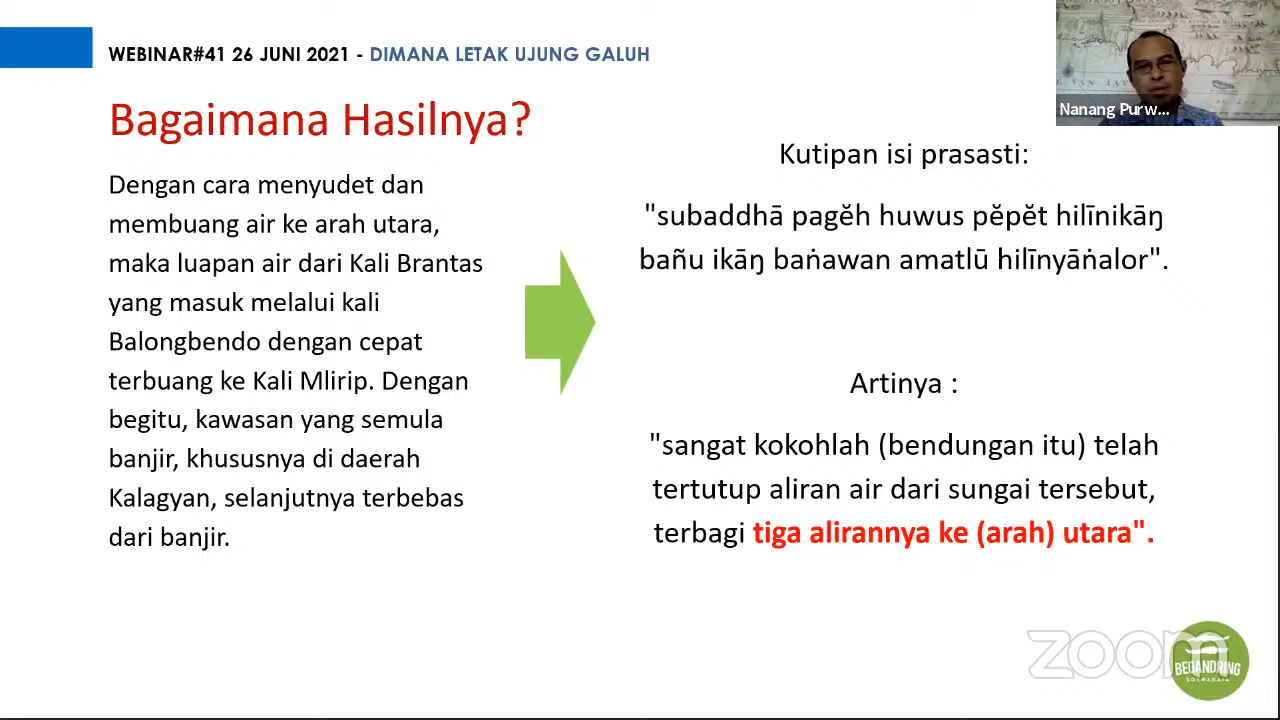 WEBINAR#41 26 JUNI 2021 - DIMANA LETAK UJUNG GALUH
Nanang Purw...
Bagaimana Hasilnya?
Dengan cara menyudet dan
membuang air ke arah utara,
maka luapan air dari Kali Brantas
yang masuk melalui kali
Balongbendo dengan cepat
terbuang ke Kali Mlirip. Dengan
begitu, kawasan yang semula
banjir, khususnya di daerah
Kalagyan, selanjutnya terbebas
dari banjir.
Kutipan isi prasasti:
"subaddhā pagĕh huwus pĕpĕt hilīnikāŋ
bañu ikāŋ baṅawan amatlū hilīnyāṅalor".
Artinya :
"sangat kokohlah (bendungan itu) telah
tertutup aliran air dari sungai tersebut,
terbagi tiga alirannya ke (arah) utara".
zoom
BEGANDRING
SOERABAIA